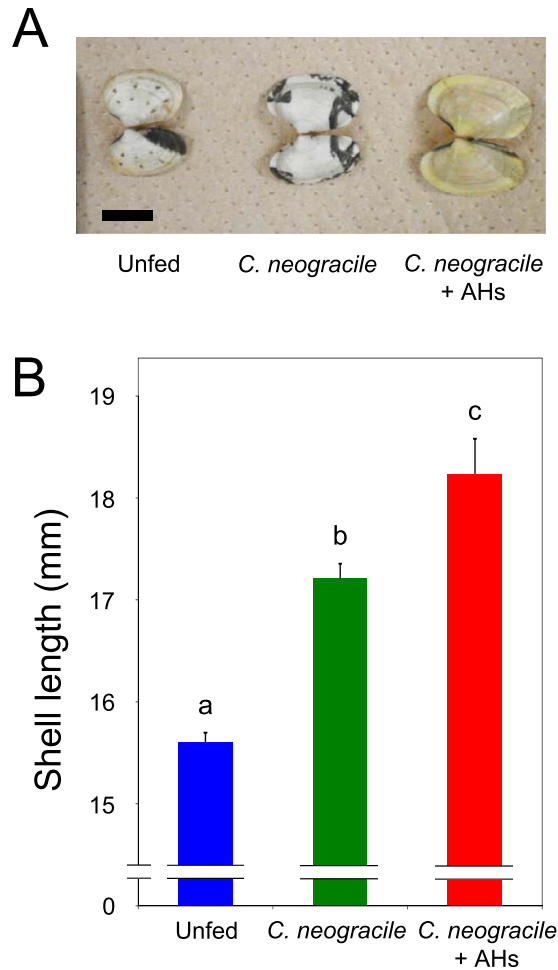 A
Unfed
C. neogracile
C. neogracile
+ AHs
B
Shell length (mm)
19
18
17
16
15
0
a
b
c
Unfed
C. neogracile
C. neogracile
+ AHs